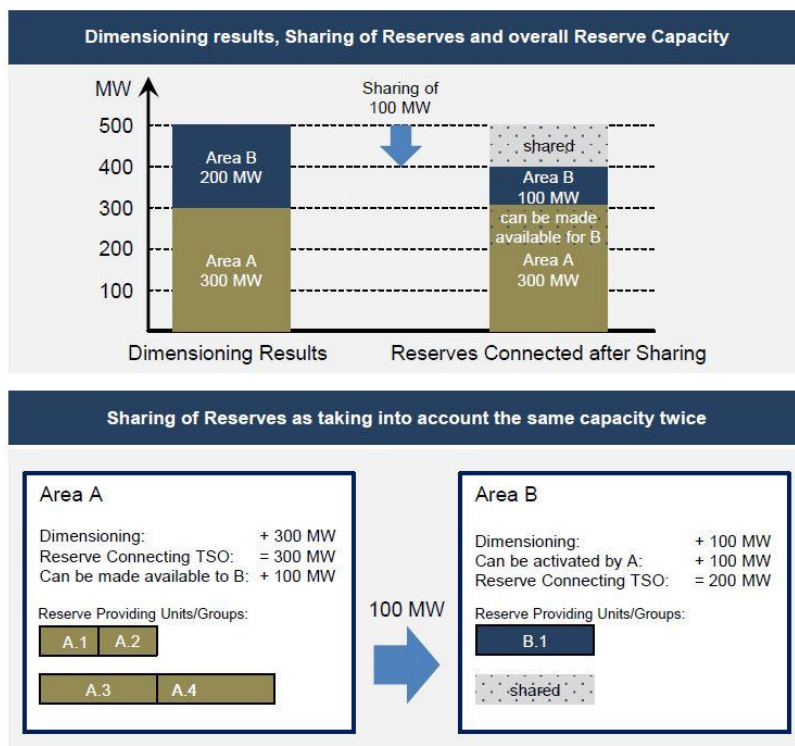 Dimensioning results, Sharing of Reserves and overall Reserve Capacity
MW
Sharing of
100 MW
500
400
300
200
100
Area B
200 MW
Area A
300 MW
shared
Area B
100 MW
can be made
available for B
Area A
300 MW
Dimensioning Results
Reserves Connected after Sharing
Sharing of Reserves as taking into account the same capacity twice
Area A
Dimensioning: + 300 MW
Reserve Connecting TSO: = 300 MW
Can be made available to B: + 100 MW
Reserve Providing Units/Groups:
A.1 A.2
A.3 A.4
100 MW
Area B
Dimensioning: + 100 MW
Can be activated by A: + 100 MW
Reserve Connecting TSO: = 200 MW
Reserve Providing Units/Groups:
B.1
shared